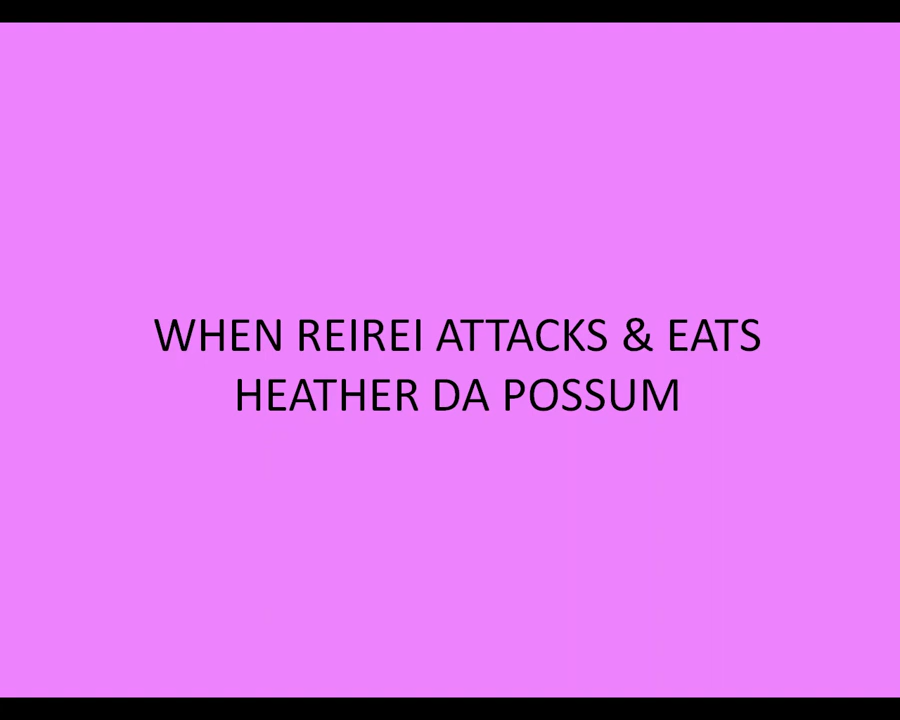 WHEN REIREI ATTACKS & EATS
HEATHER DA POSSUM